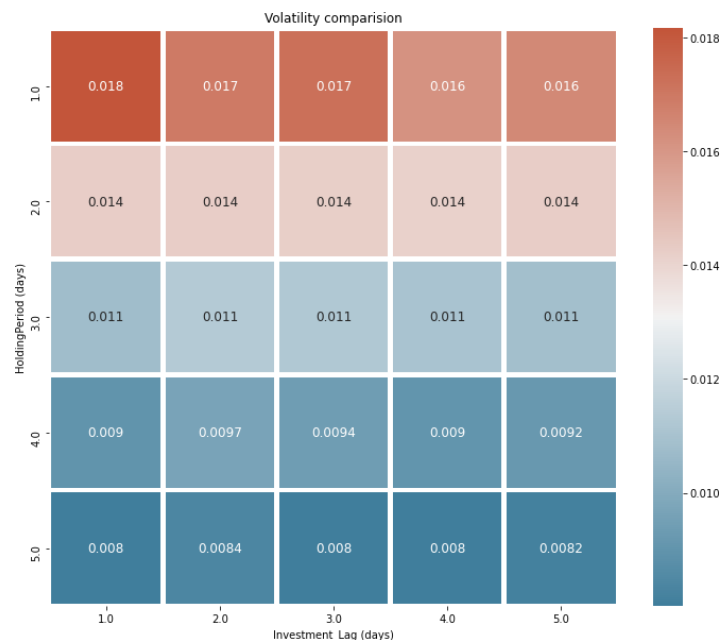 Volatility comparision
HoldingPeriod (days)
1.0 0.018 0.017 0.017 0.016 0.016
2.0 0.014 0.014 0.014 0.014 0.014
3.0 0.011 0.011 0.011 0.011 0.011
4.0 0.009 0.0097 0.0094 0.009 0.0092
5.0 0.008 0.0084 0.008 0.008 0.0082
1.0 2.0 3.0 4.0 5.0
Investment_Lag (days)
0.018
0.016
0.014
0.012
0.010